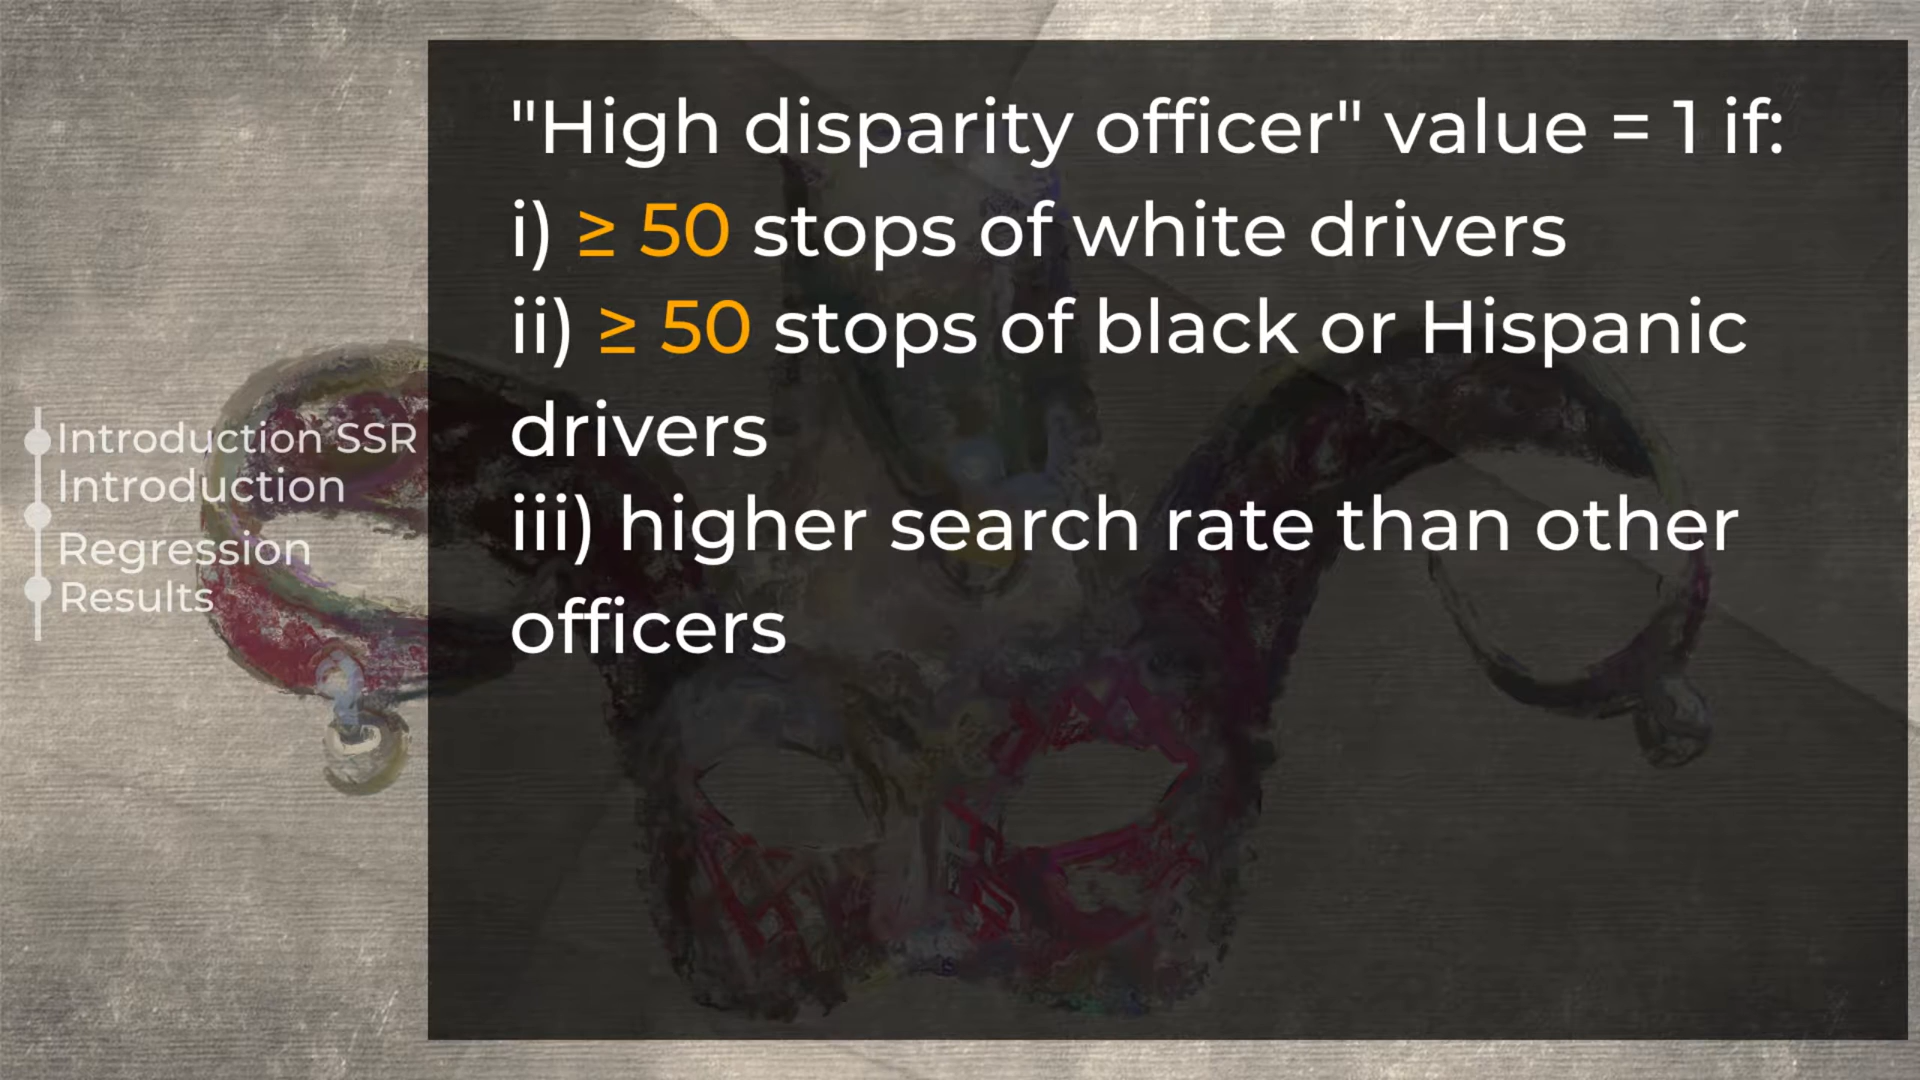 "High disparity officer" value = 1 if:
i) ≥ 50 stops of white drivers
ii) ≥ 50 stops of black or Hispanic
drivers
iii) higher search rate than other
officers
Introduction SSR
Introduction
Regression
Results